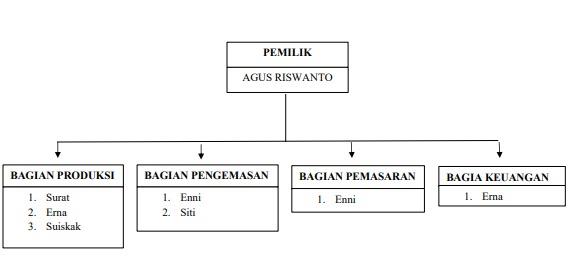 PEMILIK
AGUS RISWANTO
BAGIAN PRODUKSI
1. Surat
2. Erna
3. Suiskak
BAGIAN PENGEMASAN
1. Enni
2. Siti
BAGIAN PEMASARAN
1. Enni
BAGIA KEUANGAN
1. Erna